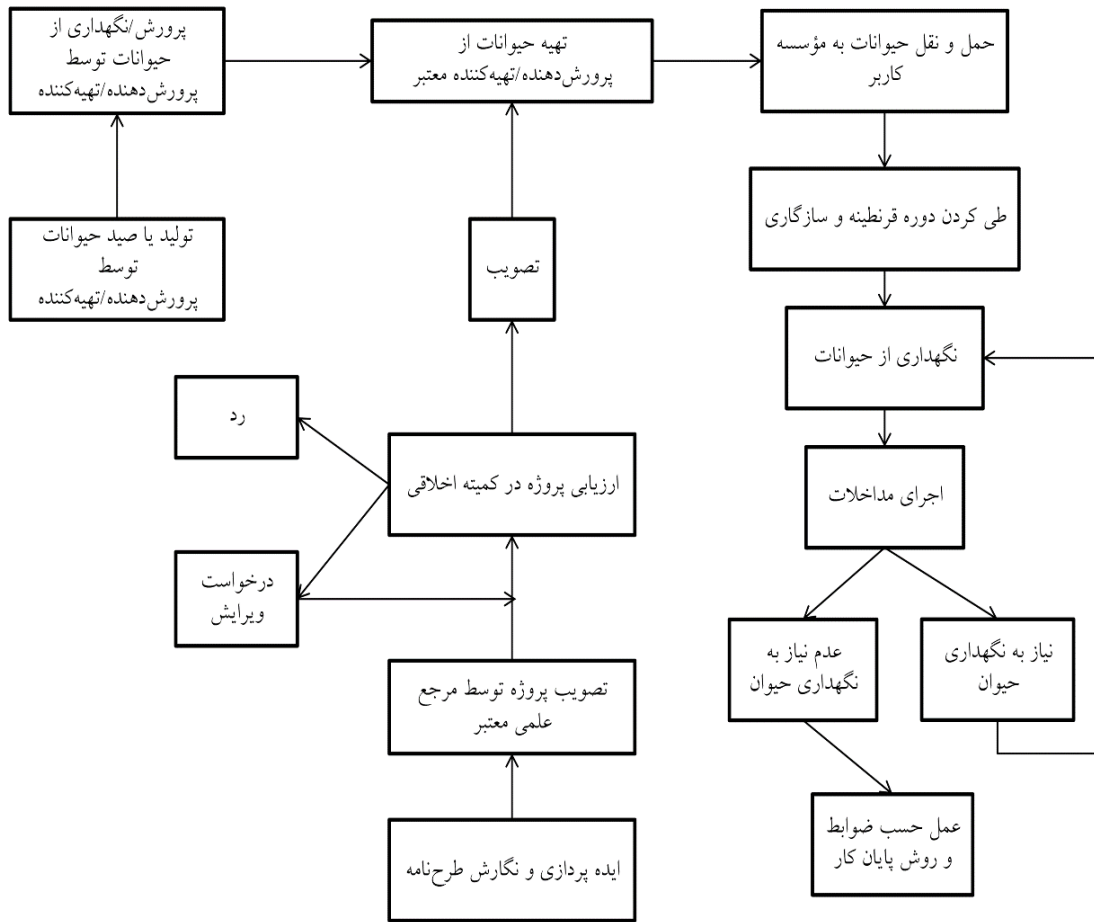 پرورش/نگهداری از
حیوانات توسط
پرورش‌دهنده/تهیه‌کننده
تهیه حیوانات از
پرورش‌دهنده/تهیه‌کننده معتبر
حمل و نقل حیوانات به مؤسسه
کاربر
طی کردن دوره قرنطینه و سازگاری
تولید یا صید حیوانات
توسط
پرورش‌دهنده/تهیه‌کننده
تصویب
نگهداری از حیوانات
رد
ارزیابی پروژه در کمیته اخلاقی
اجرای مداخلات
درخواست
ویرایش
عدم نیاز به
نگهداری حیوان
نیاز به نگهداری
حیوان
تصویب پروژه توسط مرجع
علمی معتبر
عمل حسب ضوابط
و روش پایان کار
ایده پردازی و نگارش طرح‌نامه